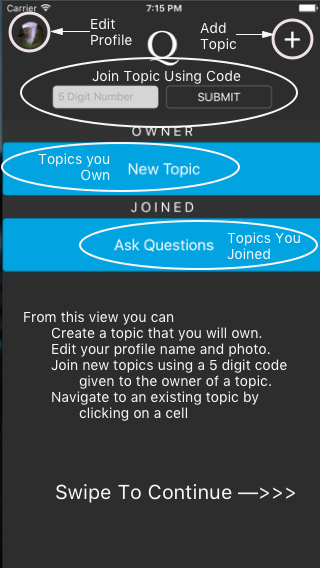 Carrier 7:15 PM
Edit
Profile
Q
Add
Topic
+
Join Topic Using Code
5 Digit Number SUBMIT
OWNER
Topics you
Own
New Topic
JOINED
Ask Questions
Topics You
Joined
From this view you can
Create a topic that you will own.
Edit your profile name and photo.
Join new topics using a 5 digit code
given to the owner of a topic.
Navigate to an existing topic by
clicking on a cell
Swipe To Continue —>>>